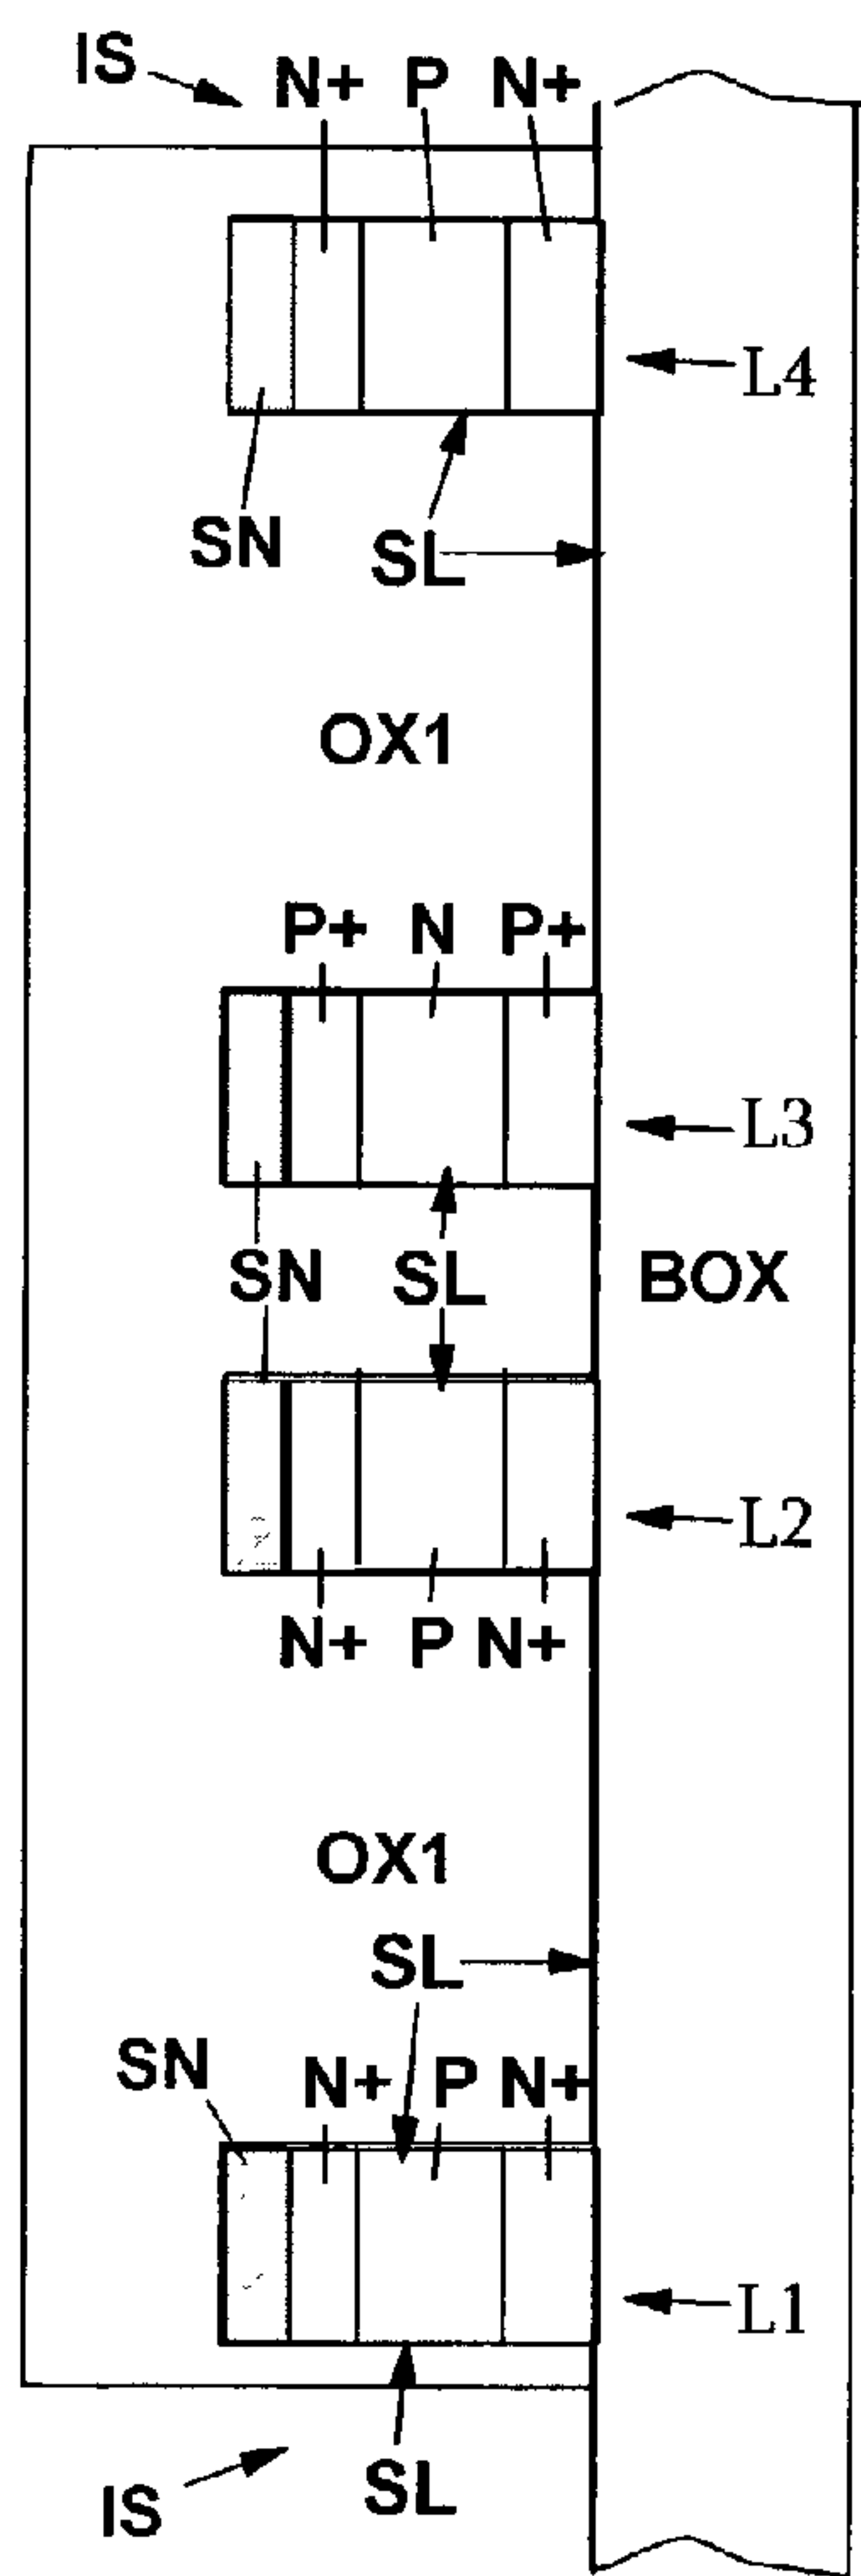 IS
N+ P N+
L4
SN SL
OX1
P+ N P+
L3
SN SL BOX
L2
N+ P N+
OX1
SL
SN N+ P N+
L1
SL
IS